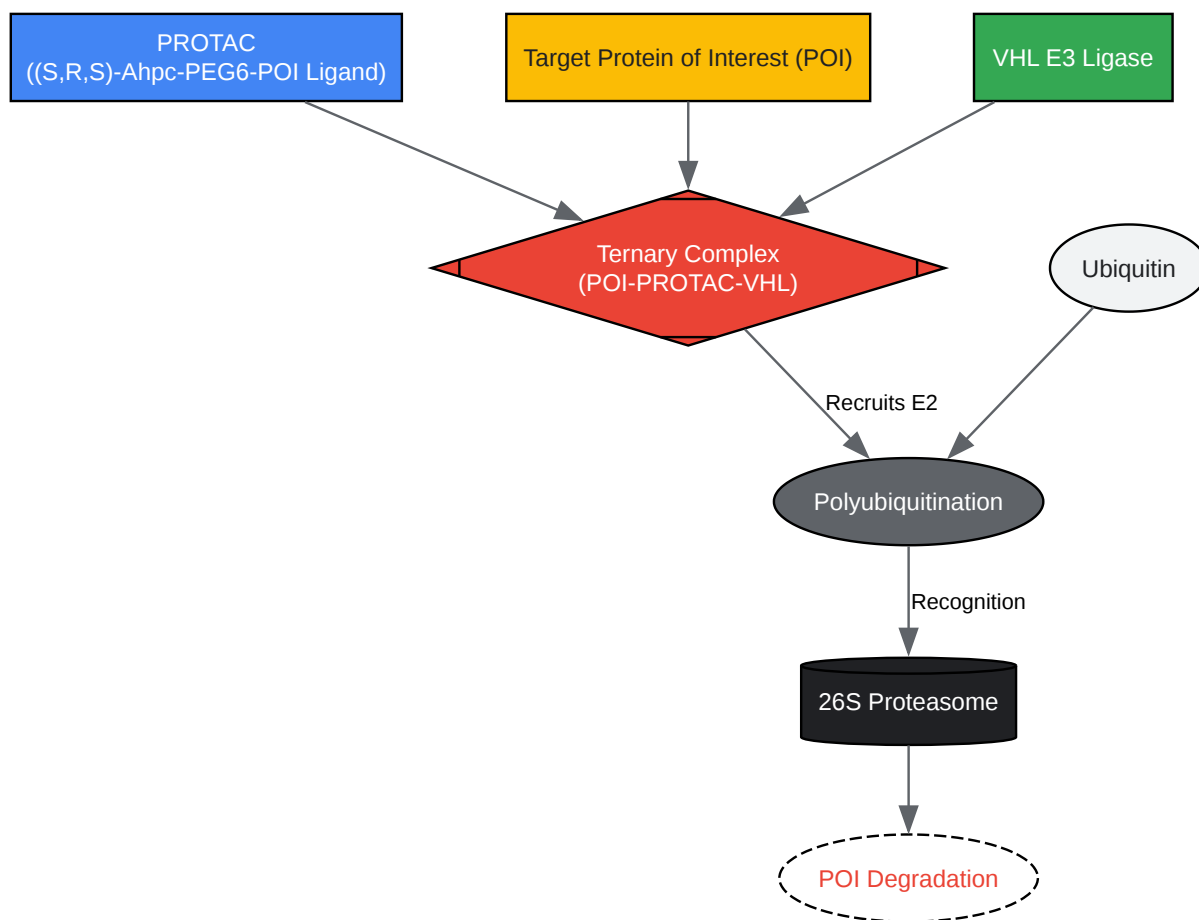 PROTAC
((S,R,S)-Ahpc-PEG6-POI Ligand)
Target Protein of Interest (POI)
VHL E3 Ligase
Ternary Complex
(POI-PROTAC-VHL)
Ubiquitin
Recruits E2
Polyubiquitination
Recognition
26S Proteasome
POI Degradation